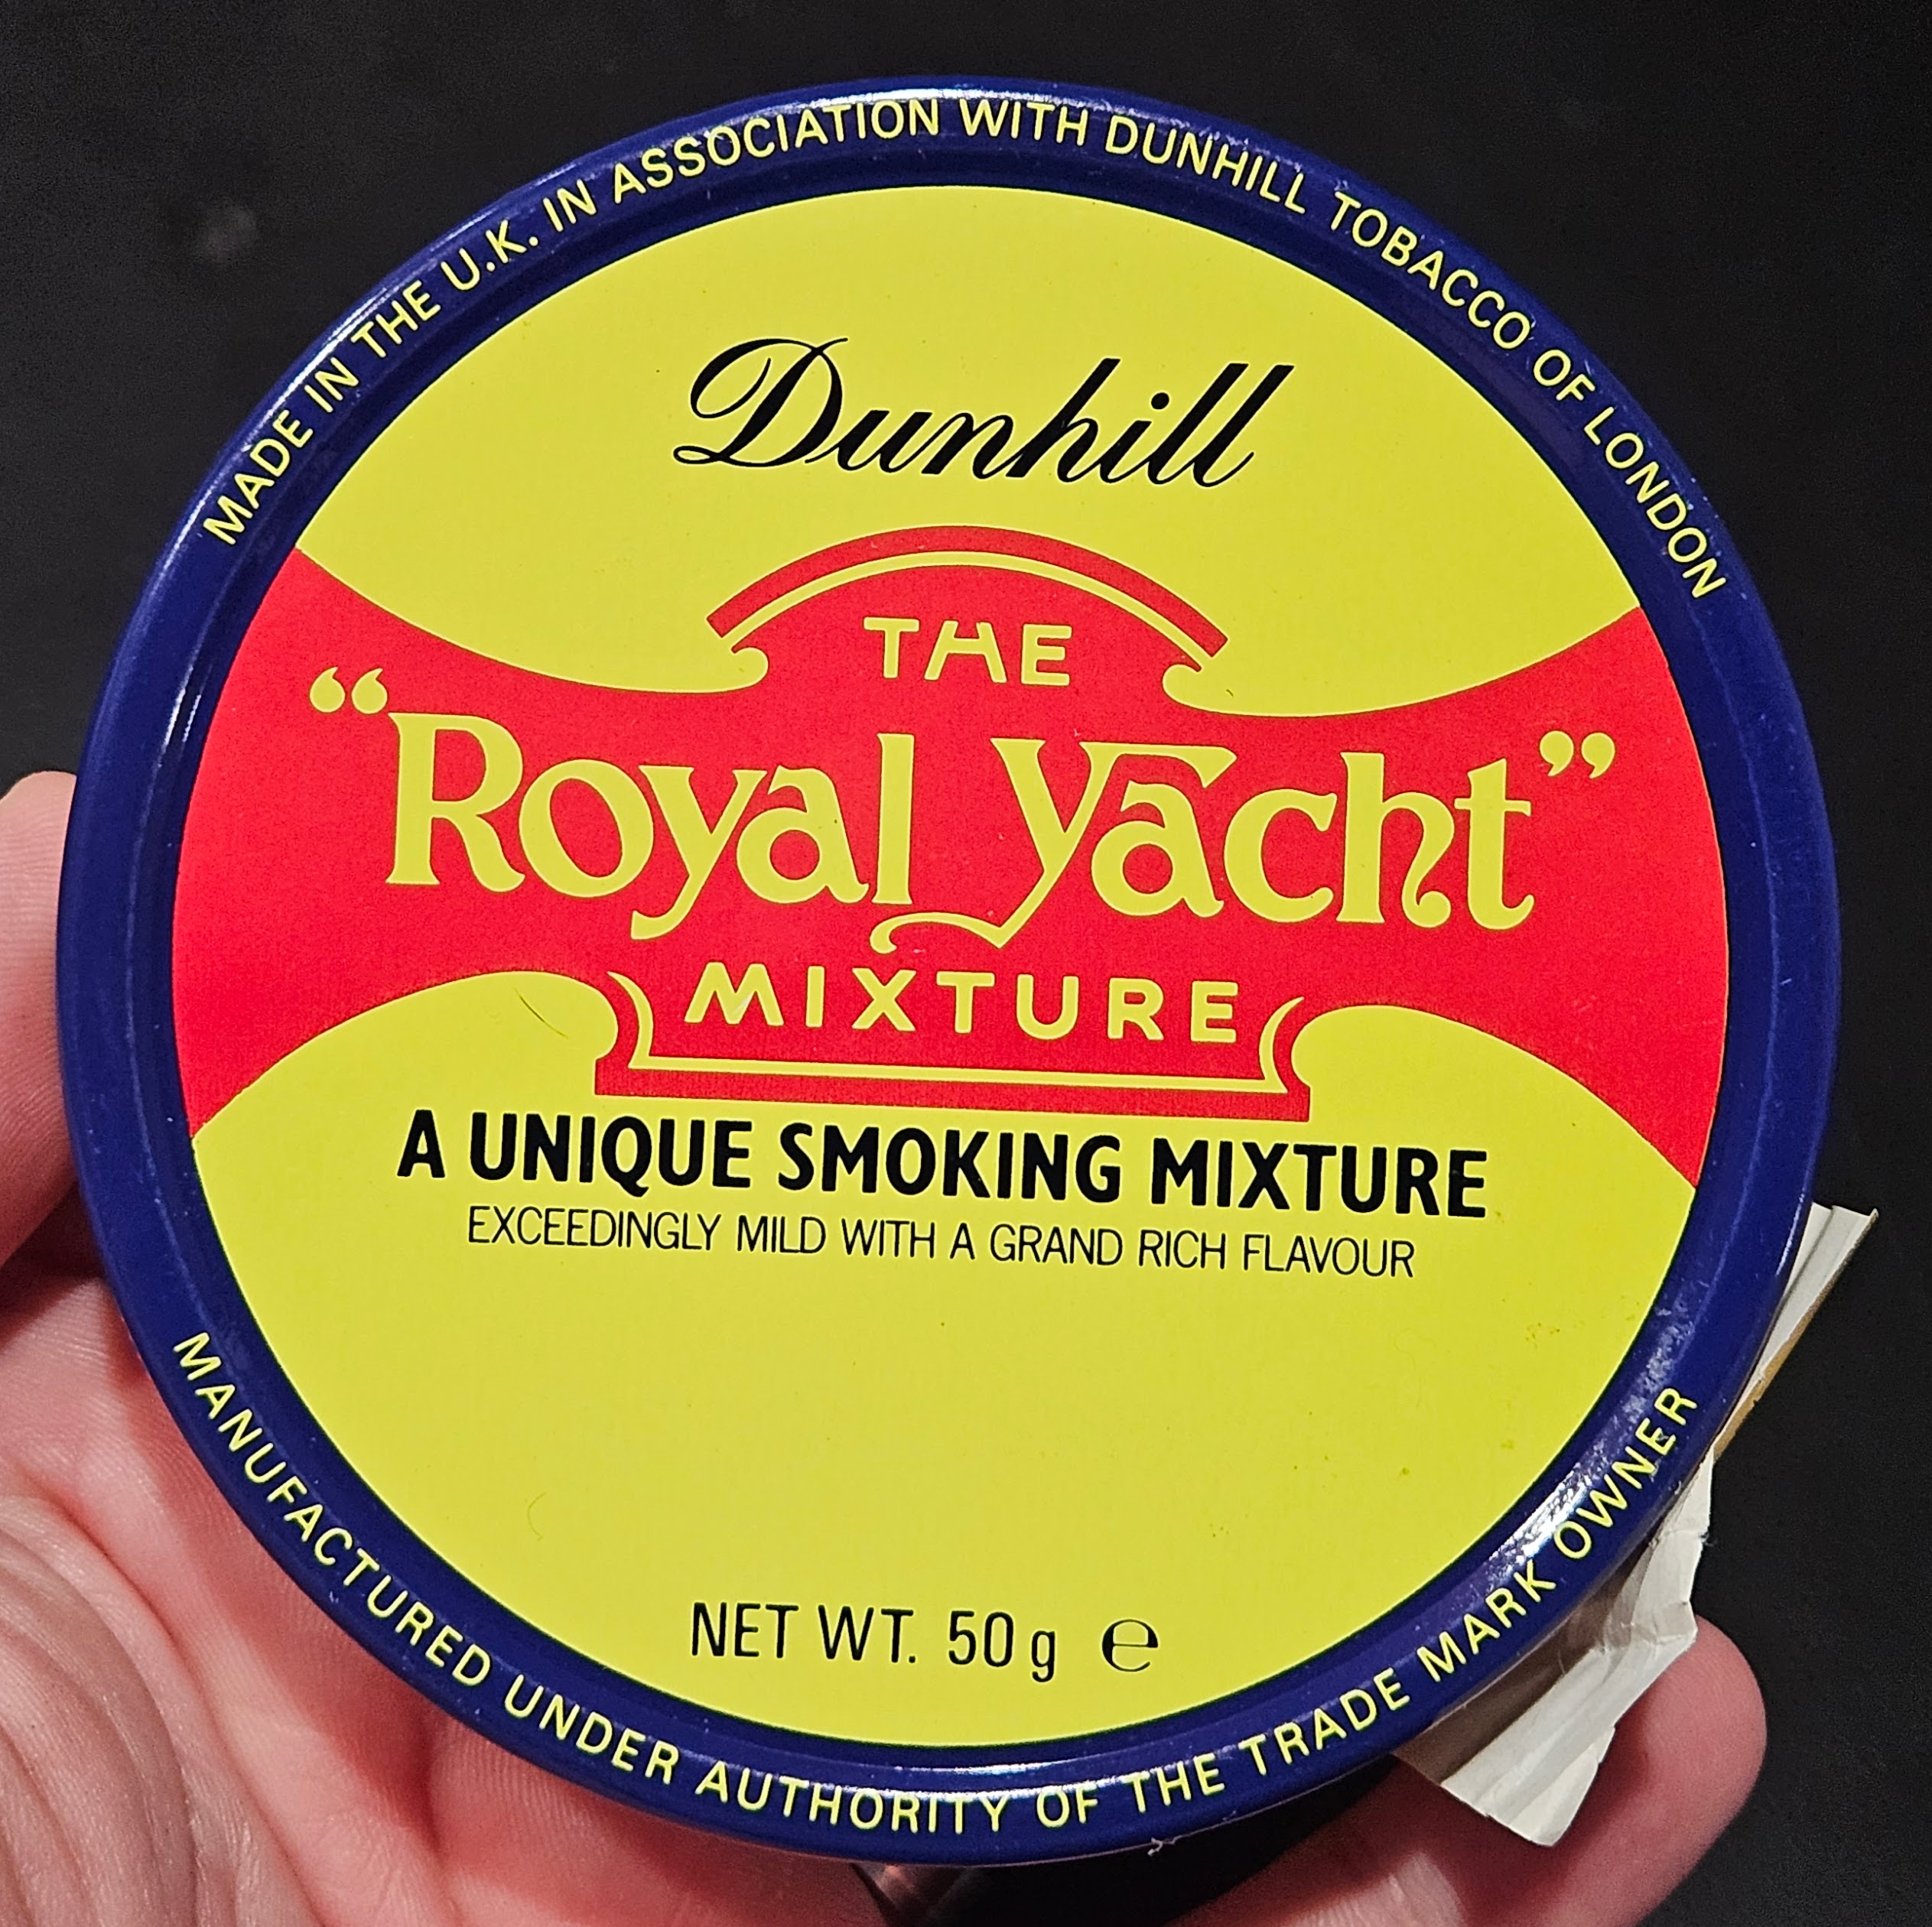 MADE IN THE U.K. IN ASSOCIATION WITH DUNHILL TOBACCO OF LONDON
Dunhill
THE
“Royal Yacht”
MIXTURE
A UNIQUE SMOKING MIXTURE
EXCEEDINGLY MILD WITH A GRAND RICH FLAVOUR
NET WT. 50g ℮
MANUFACTURED UNDER AUTHORITY OF THE TRADE MARK OWNER